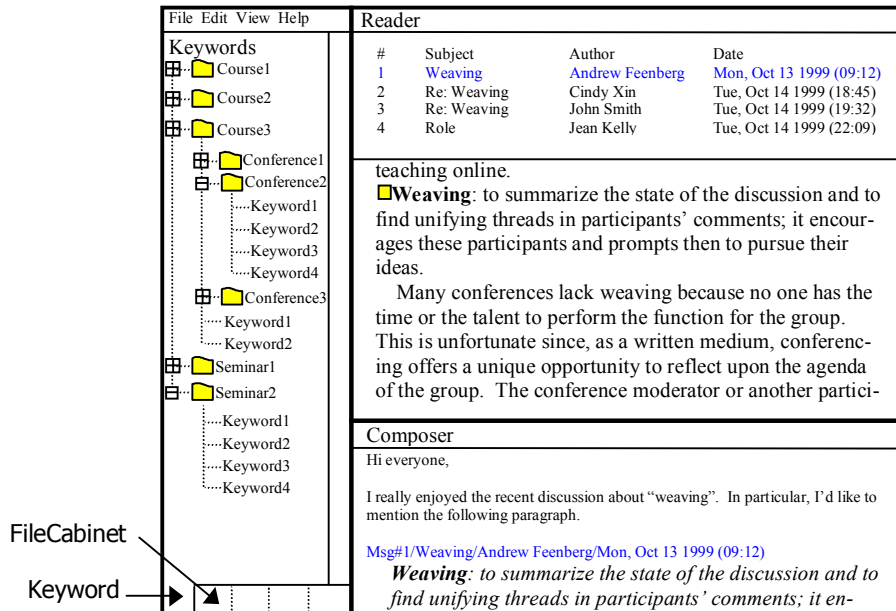 File Edit View Help
Keywords
Course1
Course2
Course3
Conference1
Conference2
Keyword1
Keyword2
Keyword3
Keyword4
Conference3
Keyword1
Keyword2
Seminar1
Seminar2
Keyword1
Keyword2
Keyword3
Keyword4
FileCabinet
Keyword
Reader
# Subject Author Date
1 Weaving Andrew Feenberg Mon, Oct 13 1999 (09:12)
2 Re: Weaving Cindy Xin Tue, Oct 14 1999 (18:45)
3 Re: Weaving John Smith Tue, Oct 14 1999 (19:32)
4 Role Jean Kelly Tue, Oct 14 1999 (22:09)
teaching online.
Weaving: to summarize the state of the discussion and to
find unifying threads in participants’ comments; it encour-
ages these participants and prompts then to pursue their
ideas.
Many conferences lack weaving because no one has the
time or the talent to perform the function for the group.
This is unfortunate since, as a written medium, conferenc-
ing offers a unique opportunity to reflect upon the agenda
of the group. The conference moderator or another partici-
Composer
Hi everyone,
I really enjoyed the recent discussion about “weaving”. In particular, I’d like to
mention the following paragraph.
Msg#1/Weaving/Andrew Feenberg/Mon, Oct 13 1999 (09:12)
Weaving: to summarize the state of the discussion and to
find unifying threads in participants’ comments; it en-